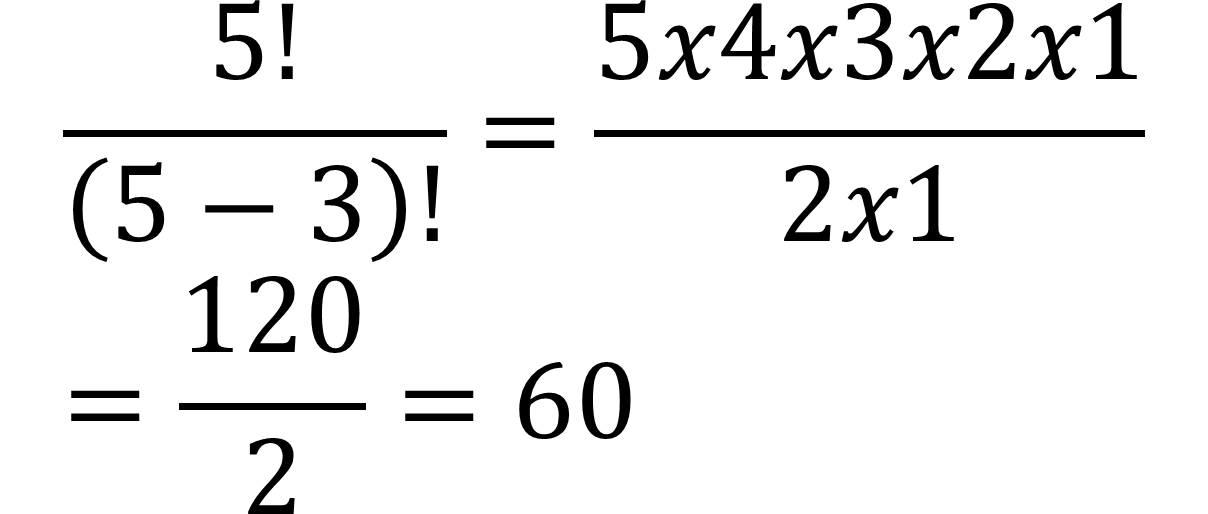 5!/(5 − 3)! = 5x4x3x2x1/2x1
= 120/2 = 60